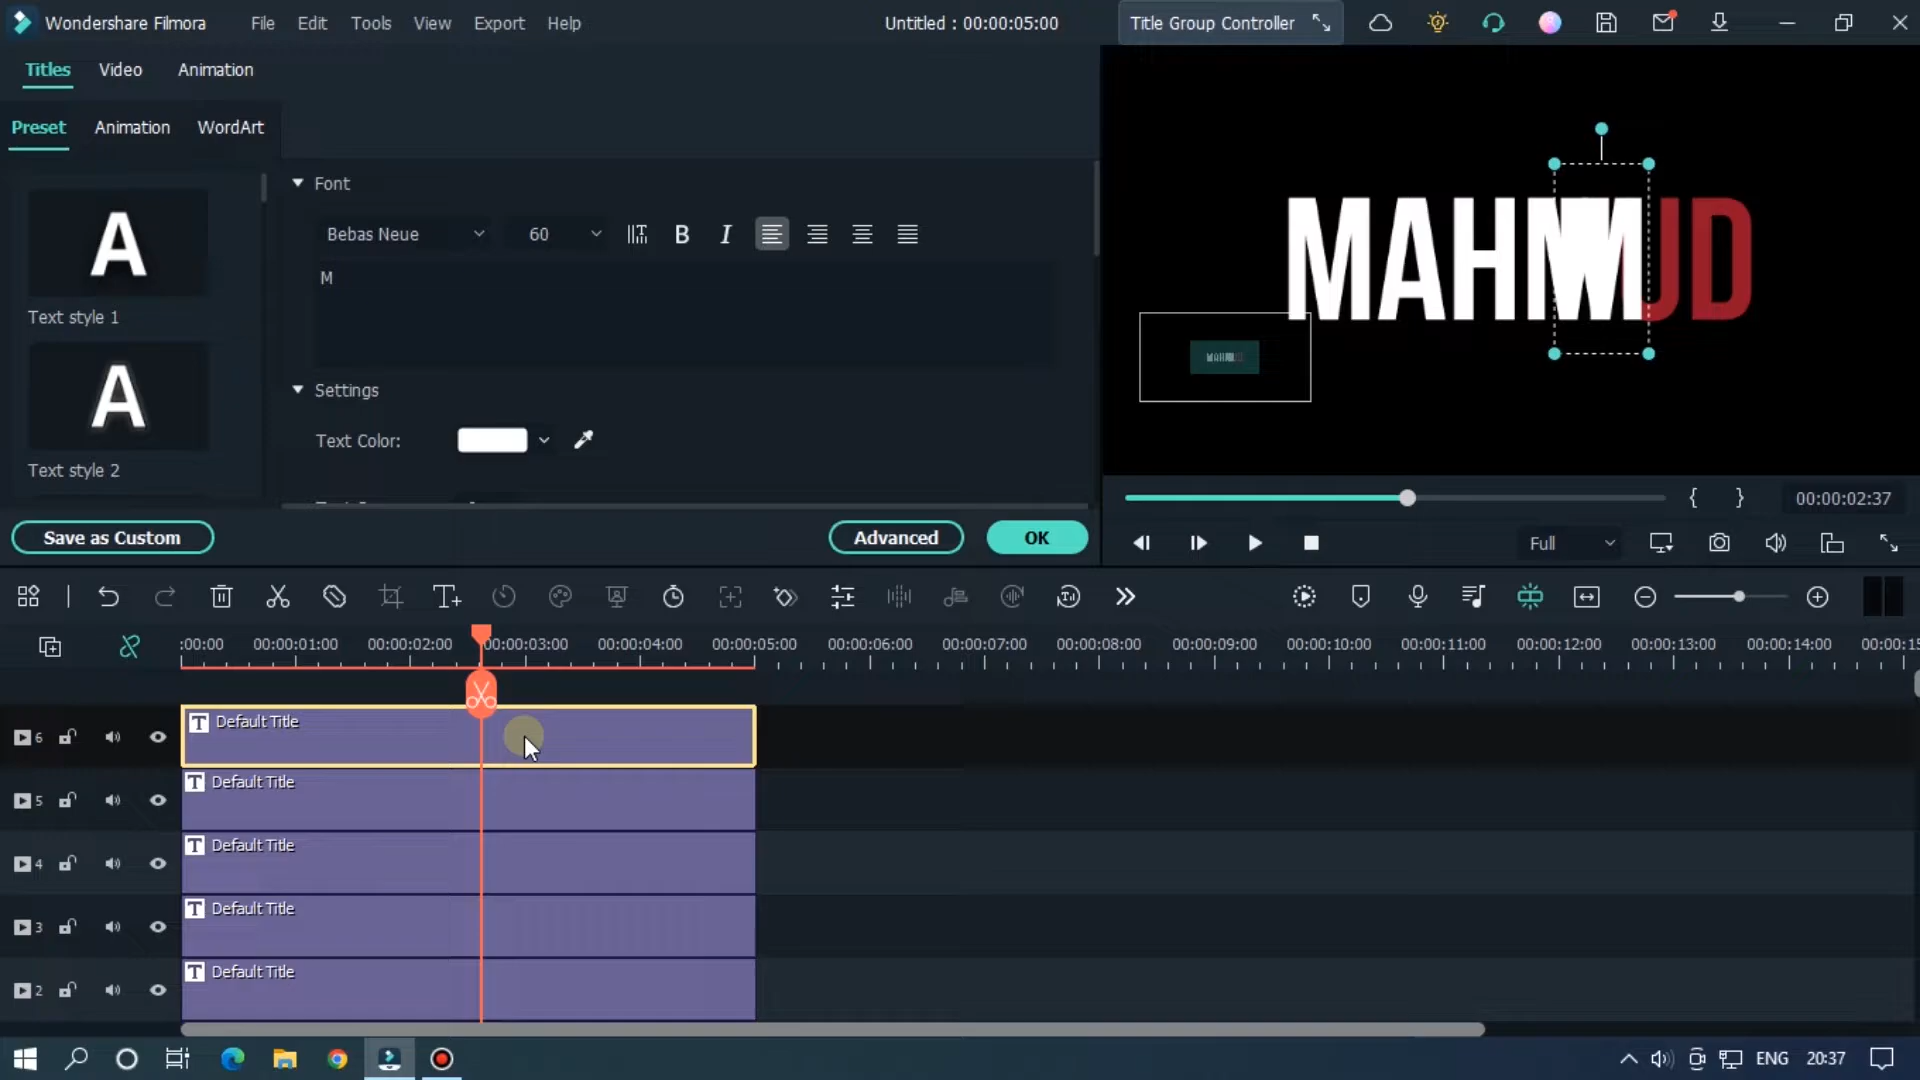 Wondershare Filmora File Edit Tools View Export Help Untitled : 00:00:05:00 Title Group Controller
Titles Video Animation
Preset Animation WordArt
Font
Bebas Neue 60
M
A
Text style 1
A
Text style 2
Settings
Text Color:
Save as Custom Advanced OK
00:00:02:37
Full
:00:00 00:00:01:00 00:00:02:00 00:00:03:00 00:00:04:00 00:00:05:00 00:00:06:00 00:00:07:00 00:00:08:00 00:00:09:00 00:00:10:00 00:00:11:00 00:00:12:00 00:00:13:00 00:00:14:00 00:00:15
6 T Default Title
5 T Default Title
4 T Default Title
3 T Default Title
2 T Default Title
ENG 20:37